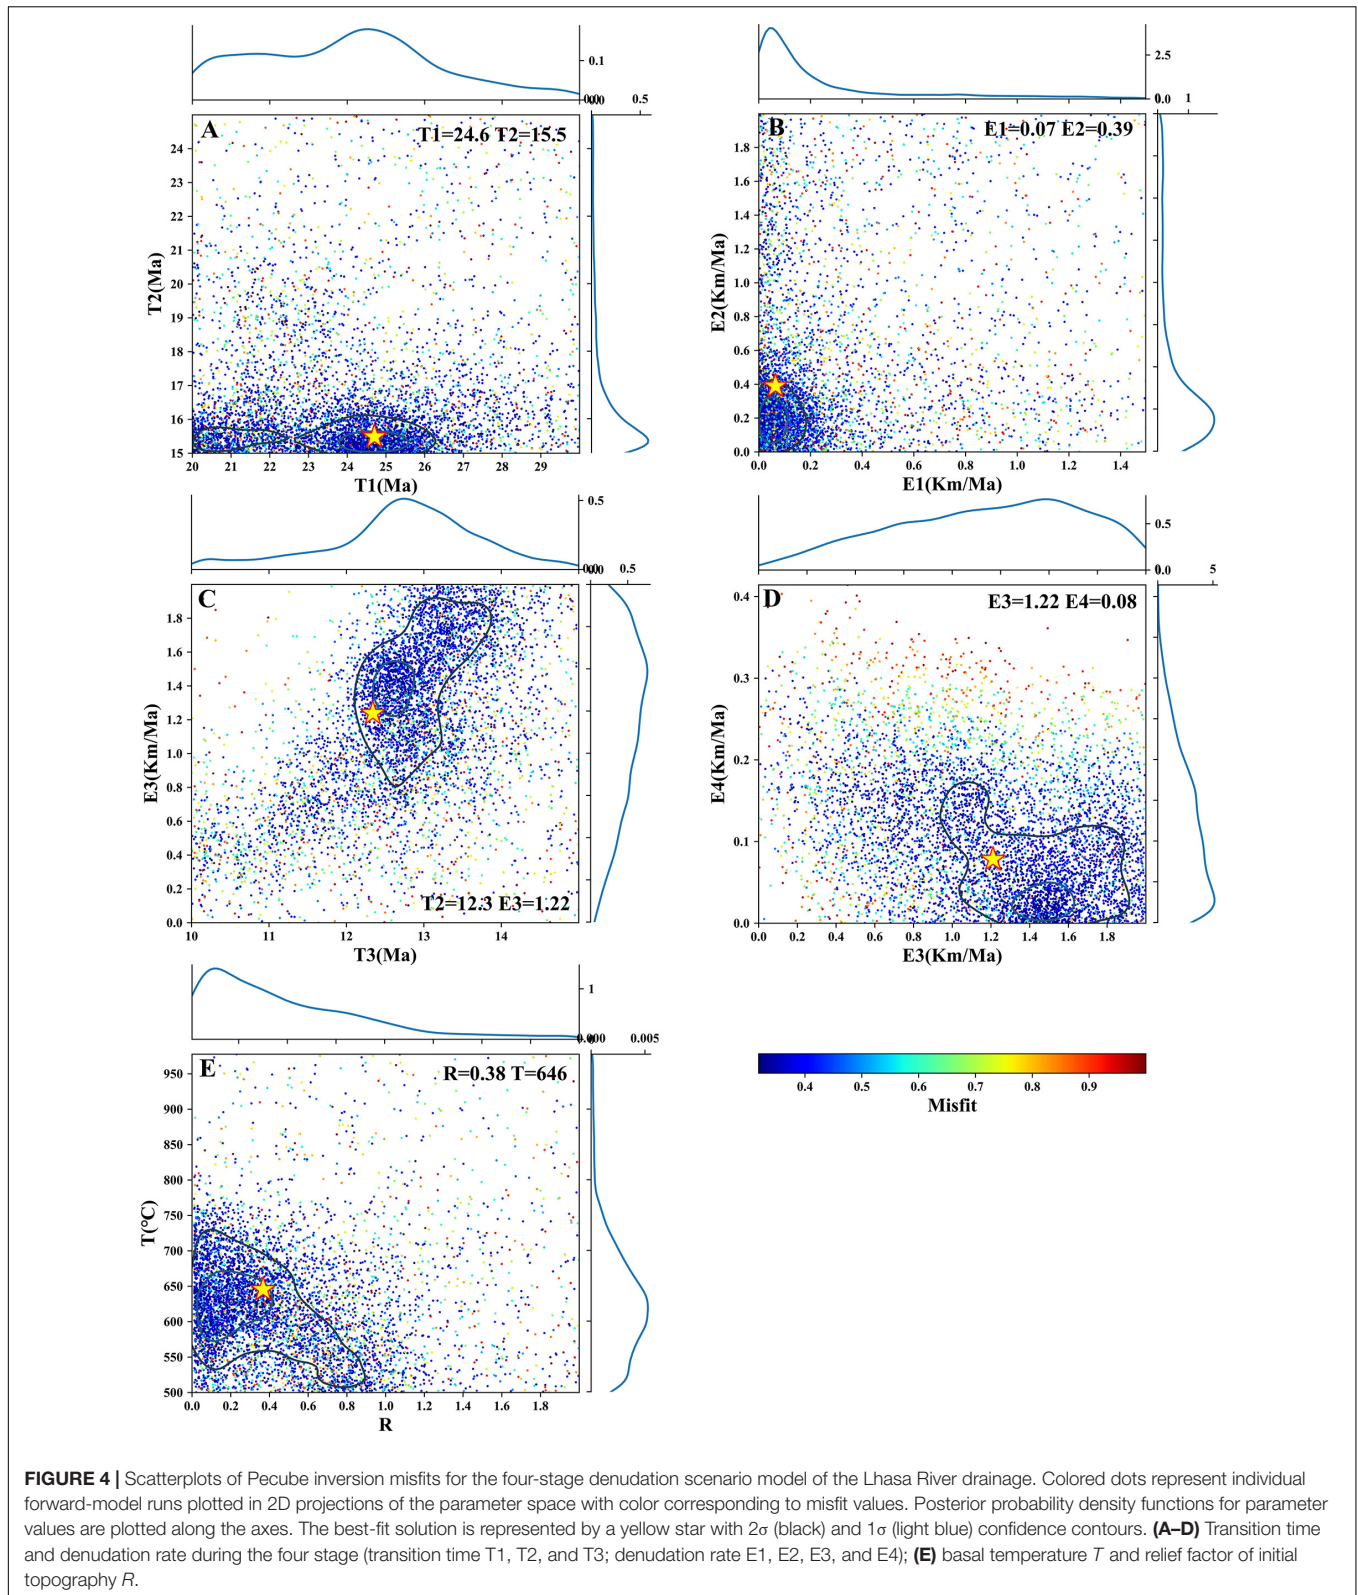 0.1
0.0
0.0
0.5
A
T1=24.6 T2=15.5
24
23
22
21
20
19
18
17
16
15
T2(Ma)
20 21 22 23 24 25 26 27 28 29
T1(Ma)
2.5
0.0
1
B
E1=0.07 E2=0.39
1.8
1.6
1.4
1.2
1.0
0.8
0.6
0.4
0.2
0.0
E2(Km/Ma)
0.0 0.2 0.4 0.6 0.8 1.0 1.2 1.4
E1(Km/Ma)
0.5
0.0
0.0
0.5
C
1.8
1.6
1.4
1.2
1.0
0.8
0.6
0.4
0.2
0.0
E3(Km/Ma)
T2=12.3 E3=1.22
10 11 12 13 14
T3(Ma)
0.5
0.0
5
D
E3=1.22 E4=0.08
0.4
0.3
0.2
0.1
0.0
E4(Km/Ma)
0.0 0.2 0.4 0.6 0.8 1.0 1.2 1.4 1.6 1.8
E3(Km/Ma)
1
0.000
0.005
E
R=0.38 T=646
950
900
850
800
750
700
650
600
550
500
T(°C)
0.0 0.2 0.4 0.6 0.8 1.0 1.2 1.4 1.6 1.8
R
0.4 0.5 0.6 0.7 0.8 0.9
Misfit
FIGURE 4 | Scatterplots of Pecube inversion misfits for the four-stage denudation scenario model of the Lhasa River drainage. Colored dots represent individual
forward-model runs plotted in 2D projections of the parameter space with color corresponding to misfit values. Posterior probability density functions for parameter
values are plotted along the axes. The best-fit solution is represented by a yellow star with 2σ (black) and 1σ (light blue) confidence contours. (A–D) Transition time
and denudation rate during the four stage (transition time T1, T2, and T3; denudation rate E1, E2, E3, and E4); (E) basal temperature T and relief factor of initial
topography R.